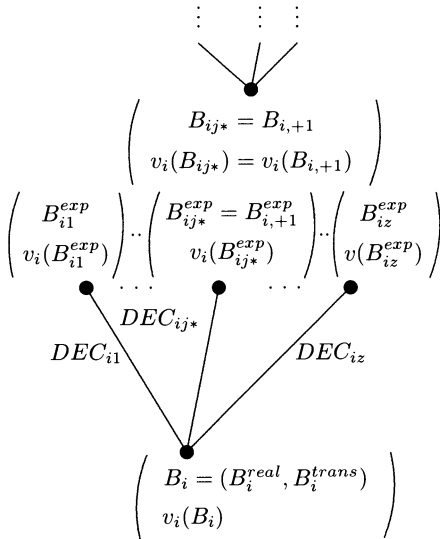 B_{ij*} = B_{i,+1}
v_i(B_{ij*}) = v_i(B_{i,+1})
B_{i1}^{exp} B_{ij*}^{exp} = B_{i,+1}^{exp} B_{iz}^{exp}
v_i(B_{i1}^{exp}) v_i(B_{ij*}^{exp}) v(B_{iz}^{exp})
DEC_{ij*}
DEC_{i1} DEC_{iz}
B_i = (B_i^{real}, B_i^{trans})
v_i(B_i)